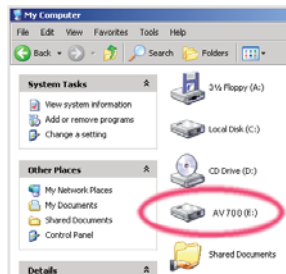 My Computer
File Edit View Favorites Tools Help
Back Search Folders
System Tasks
View system information
Add or remove programs
Change a setting
Other Places
My Network Places
My Documents
Shared Documents
Control Panel
Details
3½ Floppy (A:)
Local Disk (C:)
CD Drive (D:)
AV700 (E:)
Shared Documents